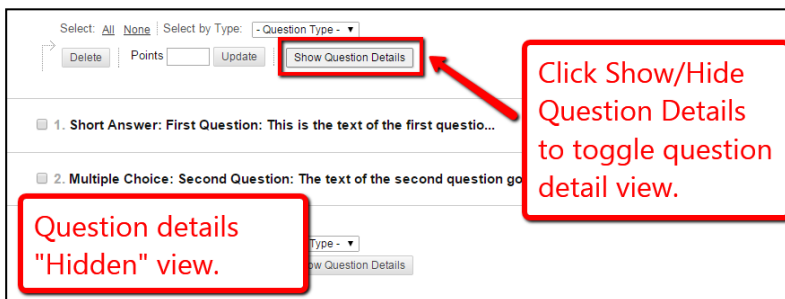 Select: All None Select by Type: - Question Type - ▼
Delete Points Update Show Question Details
Click Show/Hide
Question Details
to toggle question
detail view.
1. Short Answer: First Question: This is the text of the first questio...
2. Multiple Choice: Second Question: The text of the second question go
Question details
"Hidden" view.
Type - ▼
Question Details